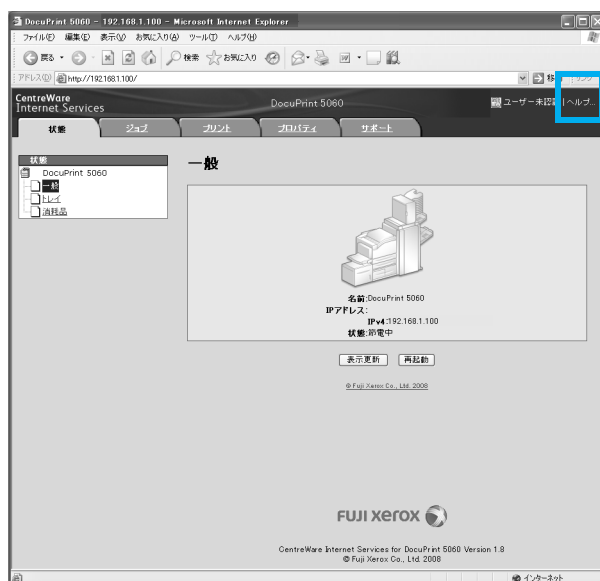 DocuPrint 5060 - 192.168.1.100 - Microsoft Internet Explorer
ファイル(F) 編集(E) 表示(V) お気に入り(A) ツール(T) ヘルプ(H)
戻る 検索 お気に入り
アドレス(D) http://192.168.1.100/
CentreWare
Internet Services
DocuPrint 5060
ユーザー未認証 | ヘルプ...
状態 ジョブ プリント プロパティ サポート
状態
DocuPrint 5060
一般
トレイ
消耗品
一般
名前:DocuPrint 5060
IPアドレス:
IPv4:192.168.1.100
状態:節電中
表示更新 再起動
© Fuji Xerox Co., Ltd. 2008
FUJI XEROX
CentreWare Internet Services for DocuPrint 5060 Version 1.8
© Fuji Xerox Co., Ltd. 2008
インターネット